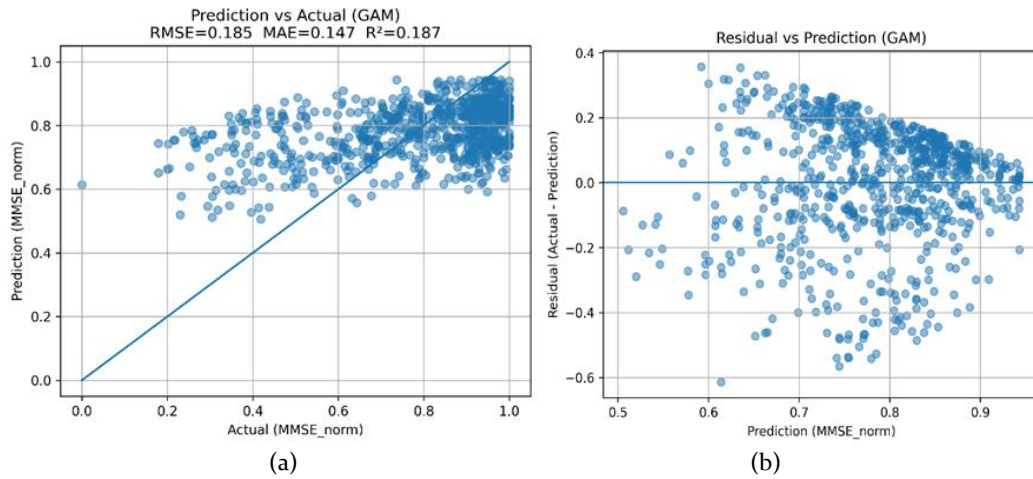 Prediction vs Actual (GAM)
RMSE=0.185 MAE=0.147 R²=0.187
1.0
0.8
0.6
0.4
0.2
0.0
Prediction (MMSE_norm)
0.0 0.2 0.4 0.6 0.8 1.0
Actual (MMSE_norm)
(a)
Residual vs Prediction (GAM)
0.4
0.2
0.0
−0.2
−0.4
−0.6
Residual (Actual - Prediction)
0.5 0.6 0.7 0.8 0.9
Prediction (MMSE_norm)
(b)